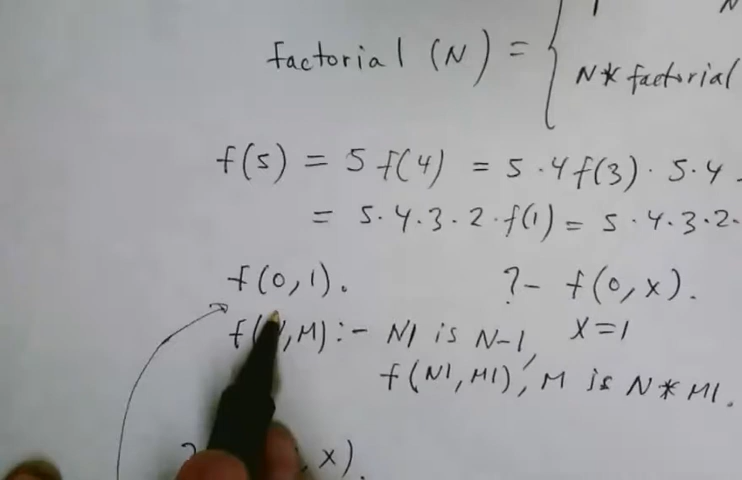 factorial (N) = { 1 N
N* factorial
f(5) = 5 f(4) = 5 · 4 f(3) · 5 · 4
= 5 · 4 · 3 · 2 · f(1) = 5 · 4 · 3 · 2 ·
f(0, 1). ?- f(0, x).
f( , M) :- N1 is N-1, x=1
f(N1, M1), M is N * M1.
? , x).